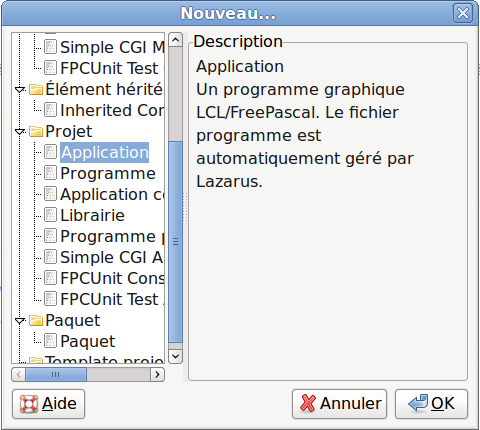 Nouveau...
Simple CGI M
FPCUnit Test
Élément hérité
Inherited Con
Projet
Application
Programme
Application co
Librairie
Programme p
Simple CGI A
FPCUnit Cons
FPCUnit Test
Paquet
Paquet
Template proje
Description
Application
Un programme graphique
LCL/FreePascal. Le fichier
programme est
automatiquement géré par
Lazarus.
Aide
Annuler
OK